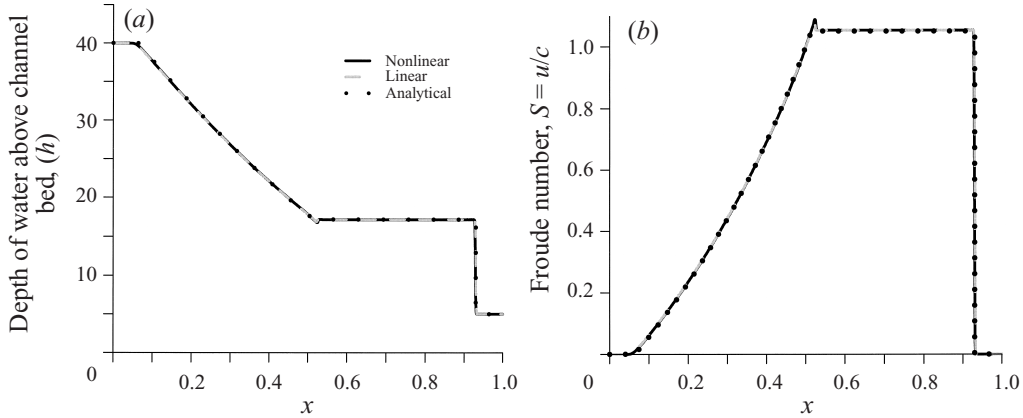 (a)
40
30
20
10
0
Depth of water above channel
bed, (h)
Nonlinear
Linear
Analytical
0.2
0.4
0.6
0.8
1.0
x
(b)
1.0
0.8
0.6
0.4
0.2
0
Froude number, S = u/c
0.2
0.4
0.6
0.8
1.0
x